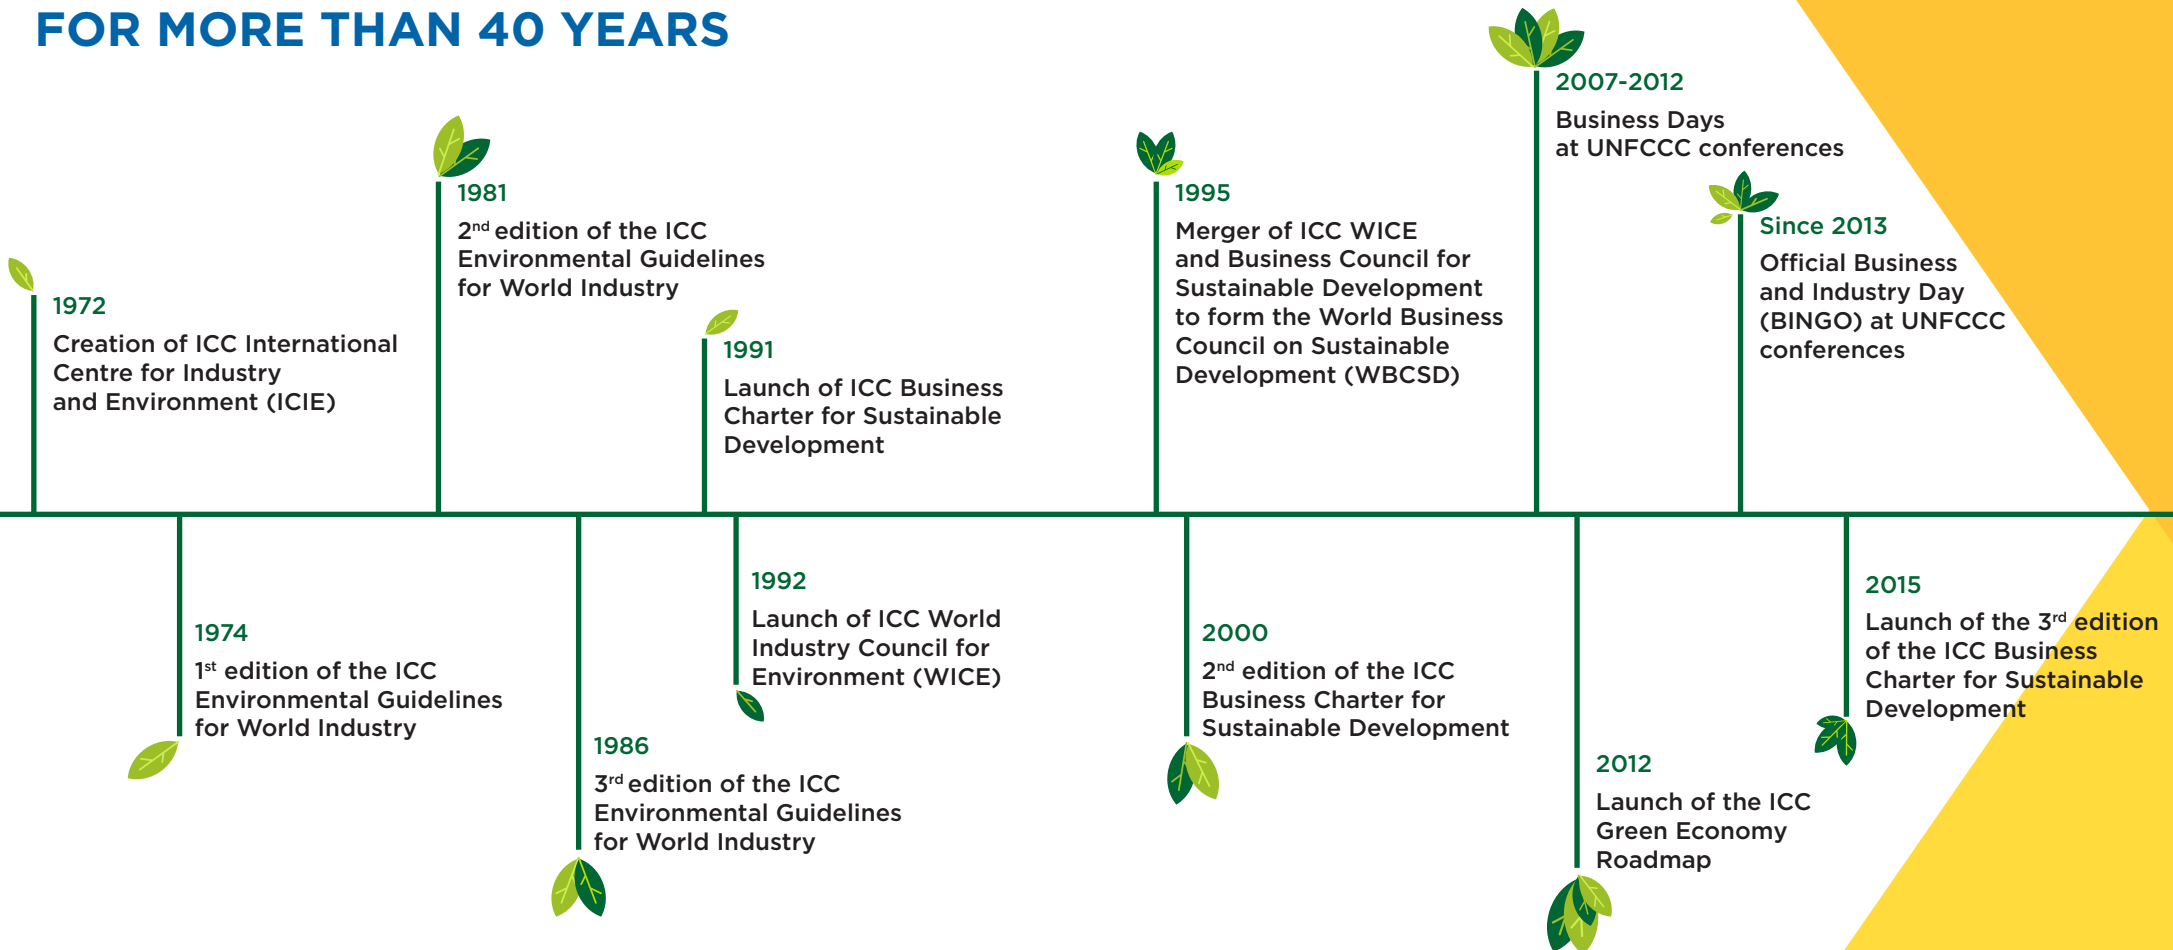 FOR MORE THAN 40 YEARS
1972
Creation of ICC International
Centre for Industry
and Environment (ICIE)
1974
1st edition of the ICC
Environmental Guidelines
for World Industry
1981
2nd edition of the ICC
Environmental Guidelines
for World Industry
1986
3rd edition of the ICC
Environmental Guidelines
for World Industry
1991
Launch of ICC Business
Charter for Sustainable
Development
1992
Launch of ICC World
Industry Council for
Environment (WICE)
1995
Merger of ICC WICE
and Business Council for
Sustainable Development
to form the World Business
Council on Sustainable
Development (WBCSD)
2000
2nd edition of the ICC
Business Charter for
Sustainable Development
2007-2012
Business Days
at UNFCCC conferences
2012
Launch of the ICC
Green Economy
Roadmap
Since 2013
Official Business
and Industry Day
(BINGO) at UNFCCC
conferences
2015
Launch of the 3rd edition
of the ICC Business
Charter for Sustainable
Development